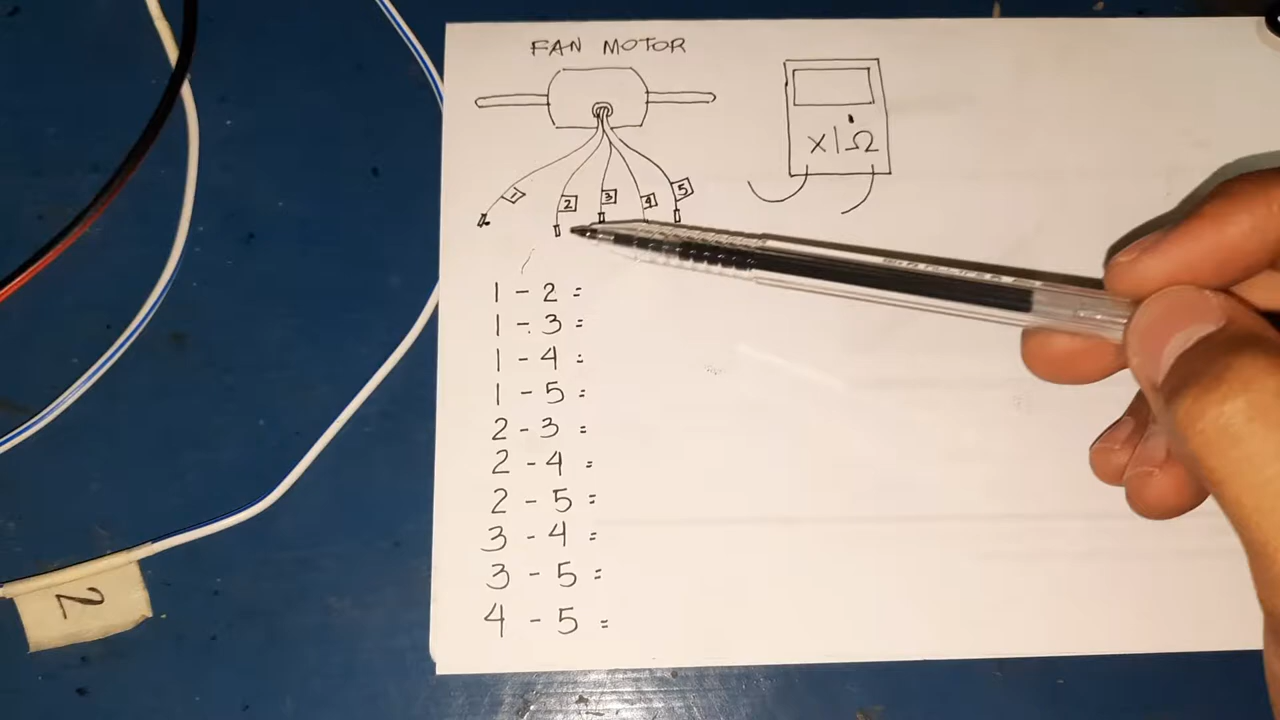 FAN MOTOR
X1Ω
1 2 3 4 5
1 - 2 =
1 - 3 =
1 - 4 =
1 - 5 =
2 - 3 =
2 - 4 =
2 - 5 =
3 - 4 =
3 - 5 =
4 - 5 =
2